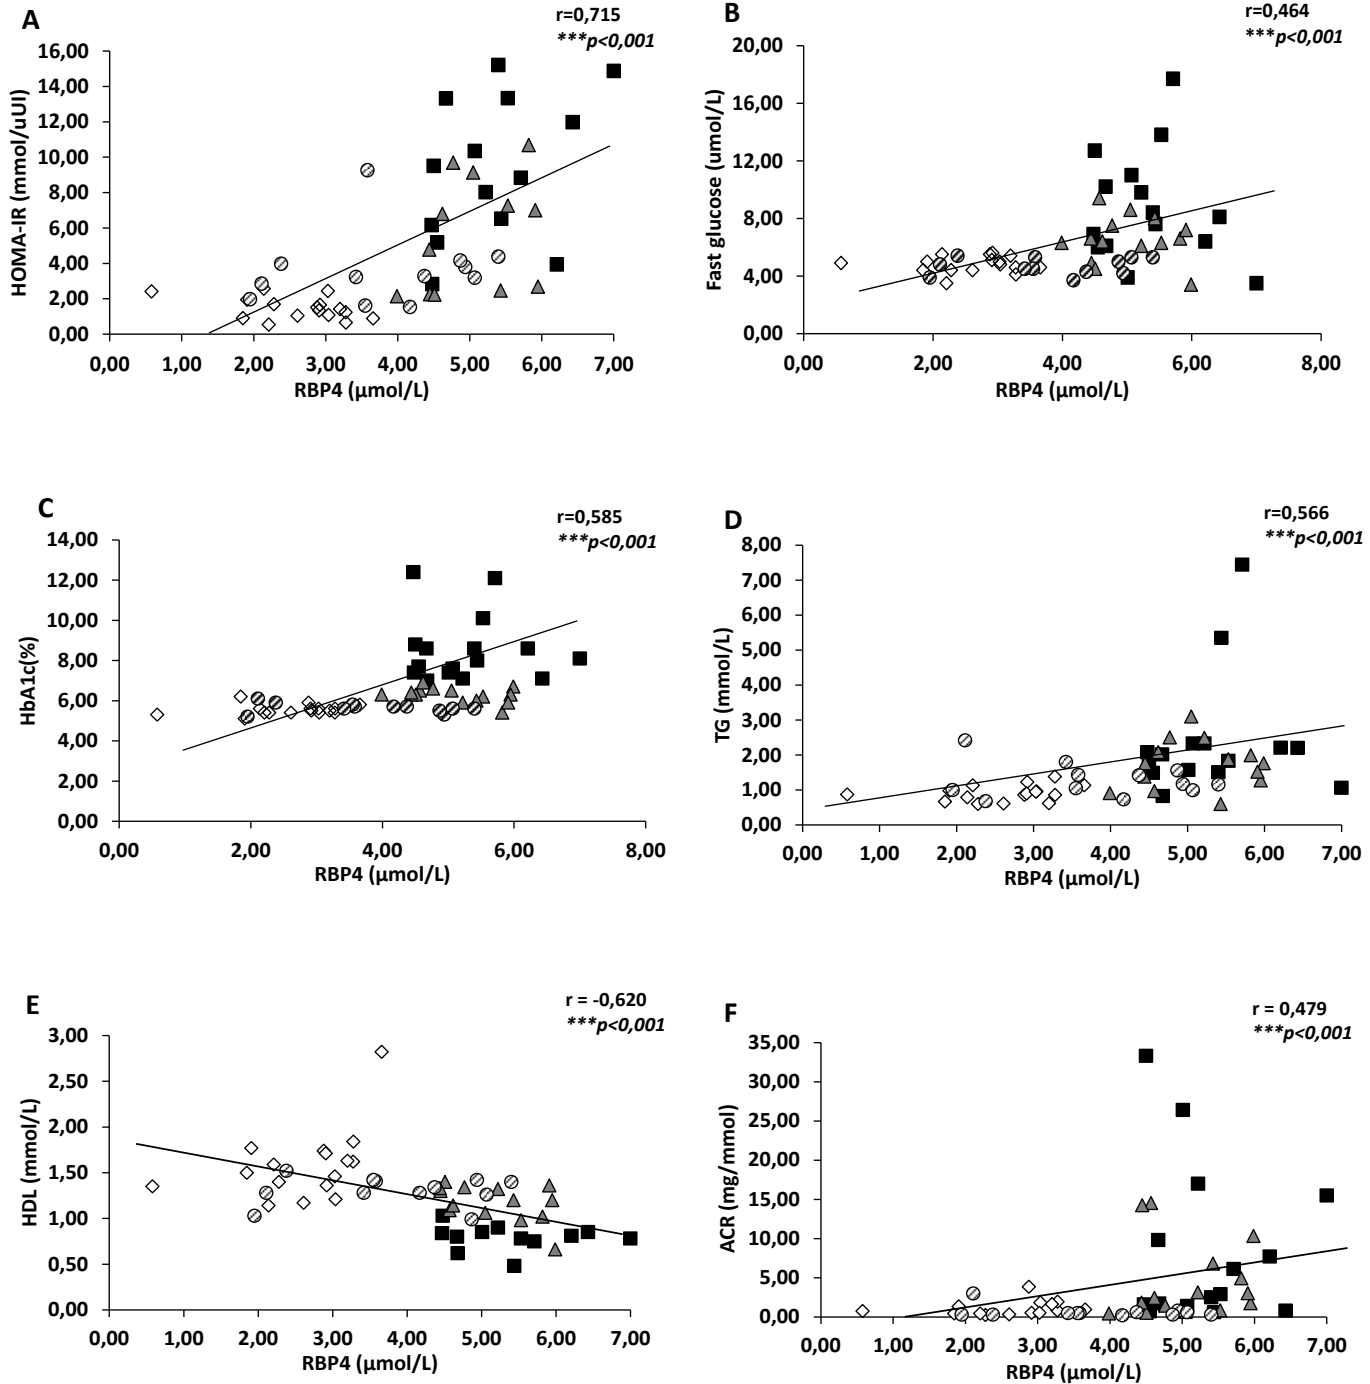 A
r=0,715
***p<0,001
16,00
14,00
12,00
10,00
8,00
6,00
4,00
2,00
0,00
HOMA-IR (mmol/uUI)
0,00 1,00 2,00 3,00 4,00 5,00 6,00 7,00
RBP4 (µmol/L)
B
r=0,464
***p<0,001
20,00
16,00
12,00
8,00
4,00
0,00
Fast glucose (umol/L)
0,00 2,00 4,00 6,00 8,00
RBP4 (µmol/L)
C
r=0,585
***p<0,001
14,00
12,00
10,00
8,00
6,00
4,00
2,00
0,00
HbA1c(%)
0,00 2,00 4,00 6,00 8,00
RBP4 (µmol/L)
D
r=0,566
***p<0,001
8,00
7,00
6,00
5,00
4,00
3,00
2,00
1,00
0,00
TG (mmol/L)
0,00 1,00 2,00 3,00 4,00 5,00 6,00 7,00
RBP4 (µmol/L)
E
r = -0,620
***p<0,001
3,00
2,50
2,00
1,50
1,00
0,50
0,00
HDL (mmol/L)
0,00 1,00 2,00 3,00 4,00 5,00 6,00 7,00
RBP4 (µmol/L)
F
r = 0,479
***p<0,001
35,00
30,00
25,00
20,00
15,00
10,00
5,00
0,00
ACR (mg/mmol)
0,00 1,00 2,00 3,00 4,00 5,00 6,00 7,00
RBP4 (µmol/L)